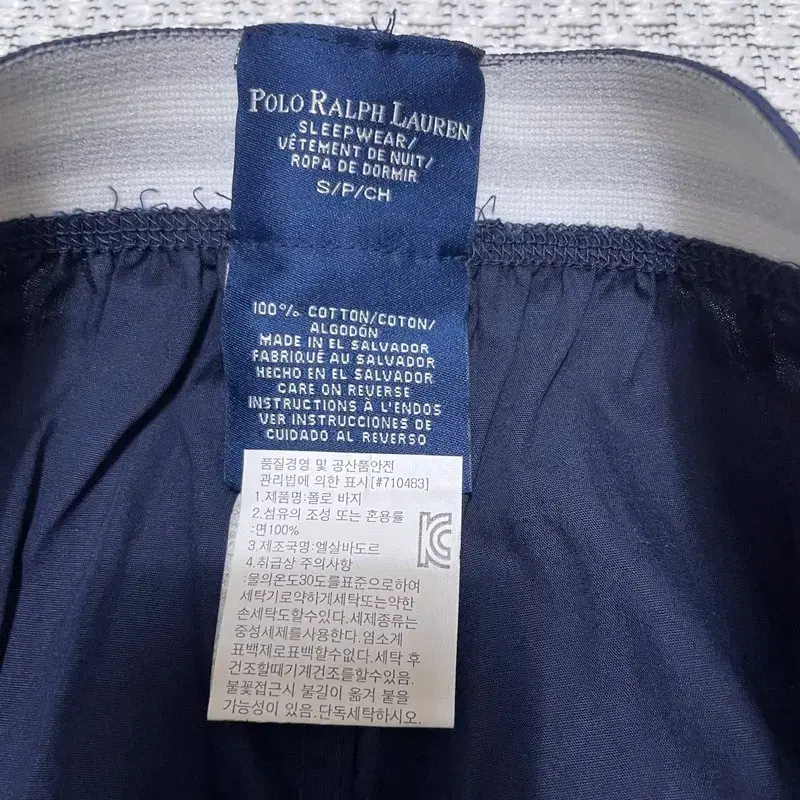 POLO RALPH LAUREN
SLEEPWEAR/
VÊTEMENT DE NUIT/
ROPA DE DORMIR
S/P/CH
100% COTTON/COTON/
ALGODÓN
MADE IN EL SALVADOR
FABRIQUÉ AU SALVADOR
HECHO EN EL SALVADOR
CARE ON REVERSE
INSTRUCTIONS À L'ENDOS
VER INSTRUCCIONES DE
CUIDADO AL REVERSO
품질경영 및 공산품안전
관리법에 의한 표시[#710483]
1.제품명:폴로 바지
2.섬유의 조성 또는 혼용률
:면100%
3.제조국명:엘살바도르
4.취급상 주의사항
:물의온도30도를표준으로하여
세탁기로약하게세탁또는약한
손세탁도할수있다.세제종류는
중성세제를사용한다.염소계
표백제로표백할수없다.세탁 후
건조할때기계건조를할수있음.
불꽃접근시 불길이 옮겨 붙을
가능성이 있음.단독세탁하시오.